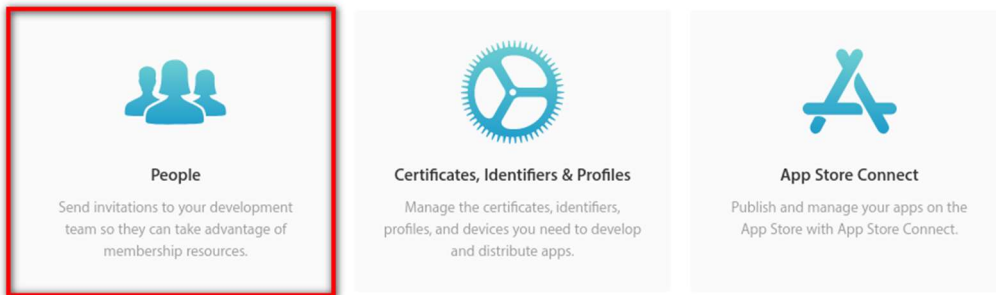 People
Send invitations to your development
team so they can take advantage of
membership resources.
Certificates, Identifiers & Profiles
Manage the certificates, identifiers,
profiles, and devices you need to develop
and distribute apps.
App Store Connect
Publish and manage your apps on the
App Store with App Store Connect.